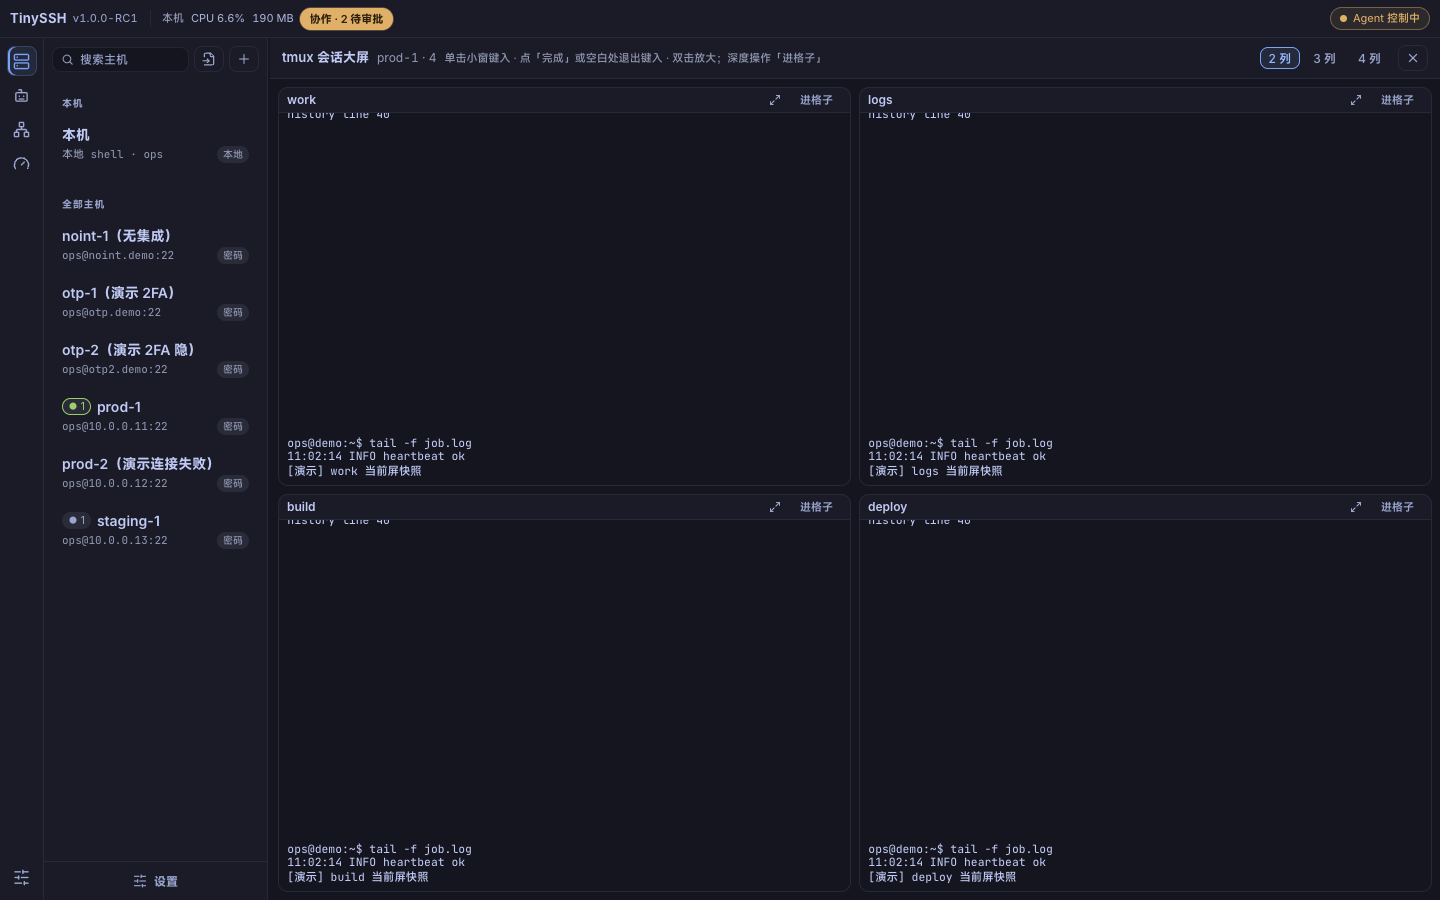 TinySSH v1.0.0-RC1 本机 CPU 6.6% 190 MB 协作 · 2 待审批 Agent 控制中
搜索主机
本机
本机
本地 shell · ops 本地
全部主机
noint-1（无集成）
ops@noint.demo:22 密码
otp-1（演示 2FA）
ops@otp.demo:22 密码
otp-2（演示 2FA 隐）
ops@otp2.demo:22 密码
1 prod-1
ops@10.0.0.11:22 密码
prod-2（演示连接失败）
ops@10.0.0.12:22 密码
1 staging-1
ops@10.0.0.13:22 密码
设置
tmux 会话大屏 prod-1 · 4 单击小窗键入 · 点「完成」或空白处退出键入 · 双击放大；深度操作「进格子」 2 列 3 列 4 列
work 进格子
history line 40
ops@demo:~$ tail -f job.log
11:02:14 INFO heartbeat ok
[演示] work 当前屏快照
logs 进格子
history line 40
ops@demo:~$ tail -f job.log
11:02:14 INFO heartbeat ok
[演示] logs 当前屏快照
build 进格子
history line 40
ops@demo:~$ tail -f job.log
11:02:14 INFO heartbeat ok
[演示] build 当前屏快照
deploy 进格子
history line 40
ops@demo:~$ tail -f job.log
11:02:14 INFO heartbeat ok
[演示] deploy 当前屏快照